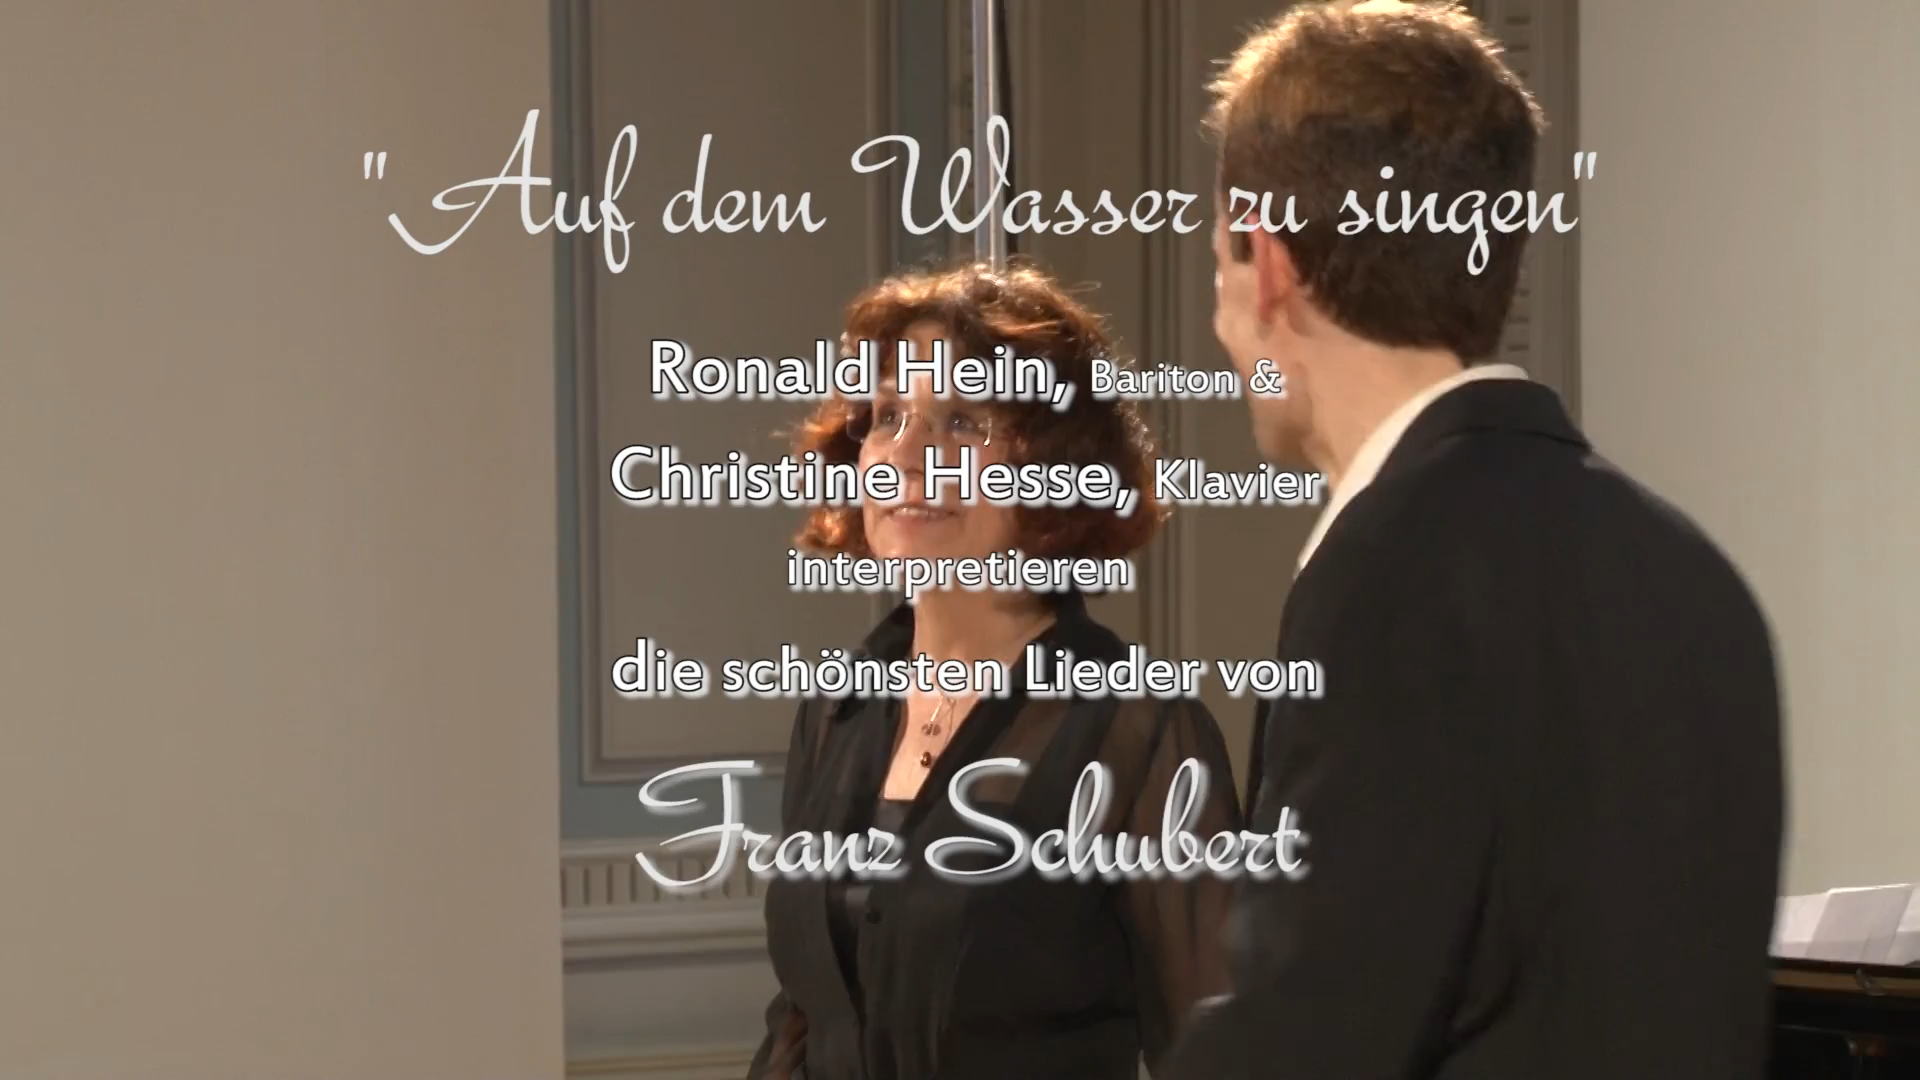 "Auf dem Wasser zu singen"
Ronald Hein, Bariton &
Christine Hesse, Klavier
interpretieren
die schönsten Lieder von
Franz Schubert